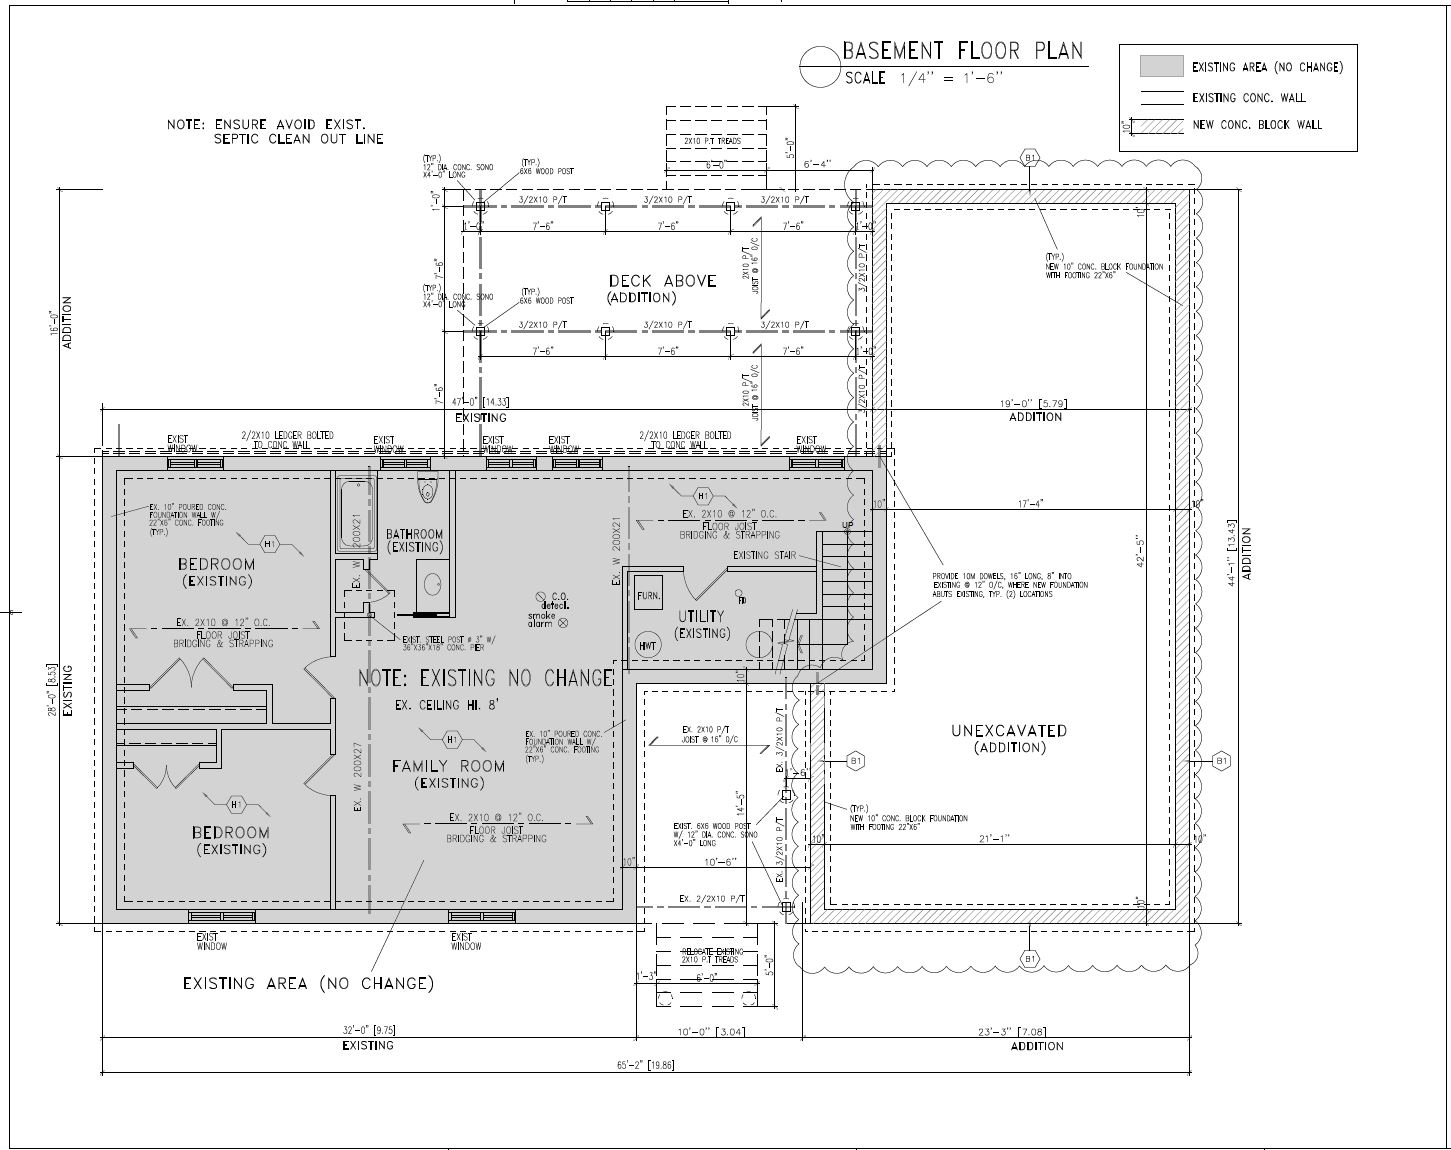 BASEMENT FLOOR PLAN
SCALE 1/4" = 1'-6"
EXISTING AREA (NO CHANGE)
EXISTING CONC. WALL
10"
NEW CONC. BLOCK WALL
NOTE: ENSURE AVOID EXIST.
SEPTIC CLEAN OUT LINE
2X10 P.T TREADS
5'-0"
6'-0"
6'-4"
B1
(TYP.)
12" DIA. CONC. SONO
X4'-0" LONG
(TYP.)
6X6 WOOD POST
1'-0"
3/2X10 P/T
3/2X10 P/T
3/2X10 P/T
1'-0"
7'-6"
7'-6"
7'-6"
1'-0"
10"
2X10 P/T
JOIST @ 16" O/C
3/2X10 P/T
7'-6"
DECK ABOVE
(ADDITION)
(TYP.)
NEW 10" CONC. BLOCK FOUNDATION
WITH FOOTING 22"X6"
(TYP.)
12" DIA. CONC. SONO
X4'-0" LONG
(TYP.)
6X6 WOOD POST
16'-0"
ADDITION
3/2X10 P/T
3/2X10 P/T
3/2X10 P/T
7'-6"
7'-6"
7'-6"
1'-0"
7'-6"
2X10 P/T
JOIST @ 16" O/C
3/2X10 P/T
47'-0" [14.33]
EXISTING
19'-0" [5.79]
ADDITION
EXIST
WINDOW
2/2X10 LEDGER BOLTED
TO CONC WALL
EXIST
WINDOW
EXIST
WINDOW
EXIST
WINDOW
2/2X10 LEDGER BOLTED
TO CONC WALL
EXIST
WINDOW
EX. 10" POURED CONC.
FOUNDATION WALL W/
22"X6" CONC. FOOTING
(TYP.)
H1
BEDROOM
(EXISTING)
EX. W 200X21
BATHROOM
(EXISTING)
EX. W 200X21
H1
EX. 2X10 @ 12" O.C.
FLOOR JOIST
BRIDGING & STRAPPING
UP
EXISTING STAIR
10"
17'-4"
10"
42'-5"
44'-1" [13.43]
ADDITION
PROVIDE 10M DOWELS, 16" LONG, 8" INTO
EXISTING @ 12" O/C, WHERE NEW FOUNDATION
ABUTS EXISTING, TYP. (2) LOCATIONS
FURN.
FD
C.O.
detect.
smoke
alarm
UTILITY
(EXISTING)
HWT
EX. 2X10 @ 12" O.C.
FLOOR JOIST
BRIDGING & STRAPPING
EXIST. STEEL POST # 3" W/
36"X36"X18" CONC. PIER
NOTE: EXISTING NO CHANGE
EX. CEILING HI. 8'
28'-0" [8.53]
EXISTING
10"
H1
EX. 10" POURED CONC.
FOUNDATION WALL W/
22"X6" CONC. FOOTING
(TYP.)
EX. 2X10 P/T
JOIST @ 16" O/C
EX. 3/2X10 P/T
UNEXCAVATED
(ADDITION)
EX. W 200X27
FAMILY ROOM
(EXISTING)
1'-6"
B1
B1
14'-5"
H1
BEDROOM
(EXISTING)
EX. 2X10 @ 12" O.C.
FLOOR JOIST
BRIDGING & STRAPPING
EXIST. 6X6 WOOD POST
W/ 12" DIA. CONC. SONO
X4'-0" LONG
(TYP.)
NEW 10" CONC. BLOCK FOUNDATION
WITH FOOTING 22"X6"
10"
21'-1"
10"
10"
10'-6"
EX. 3/2X10 P/T
EX. 2/2X10 P/T
10"
EXIST
WINDOW
EXIST
WINDOW
RELOCATE EXISTING
2X10 P.T TREADS
5'-0"
B1
1'-3"
6'-0"
EXISTING AREA (NO CHANGE)
32'-0" [9.75]
EXISTING
10'-0" [3.04]
23'-3" [7.08]
ADDITION
65'-2" [19.86]